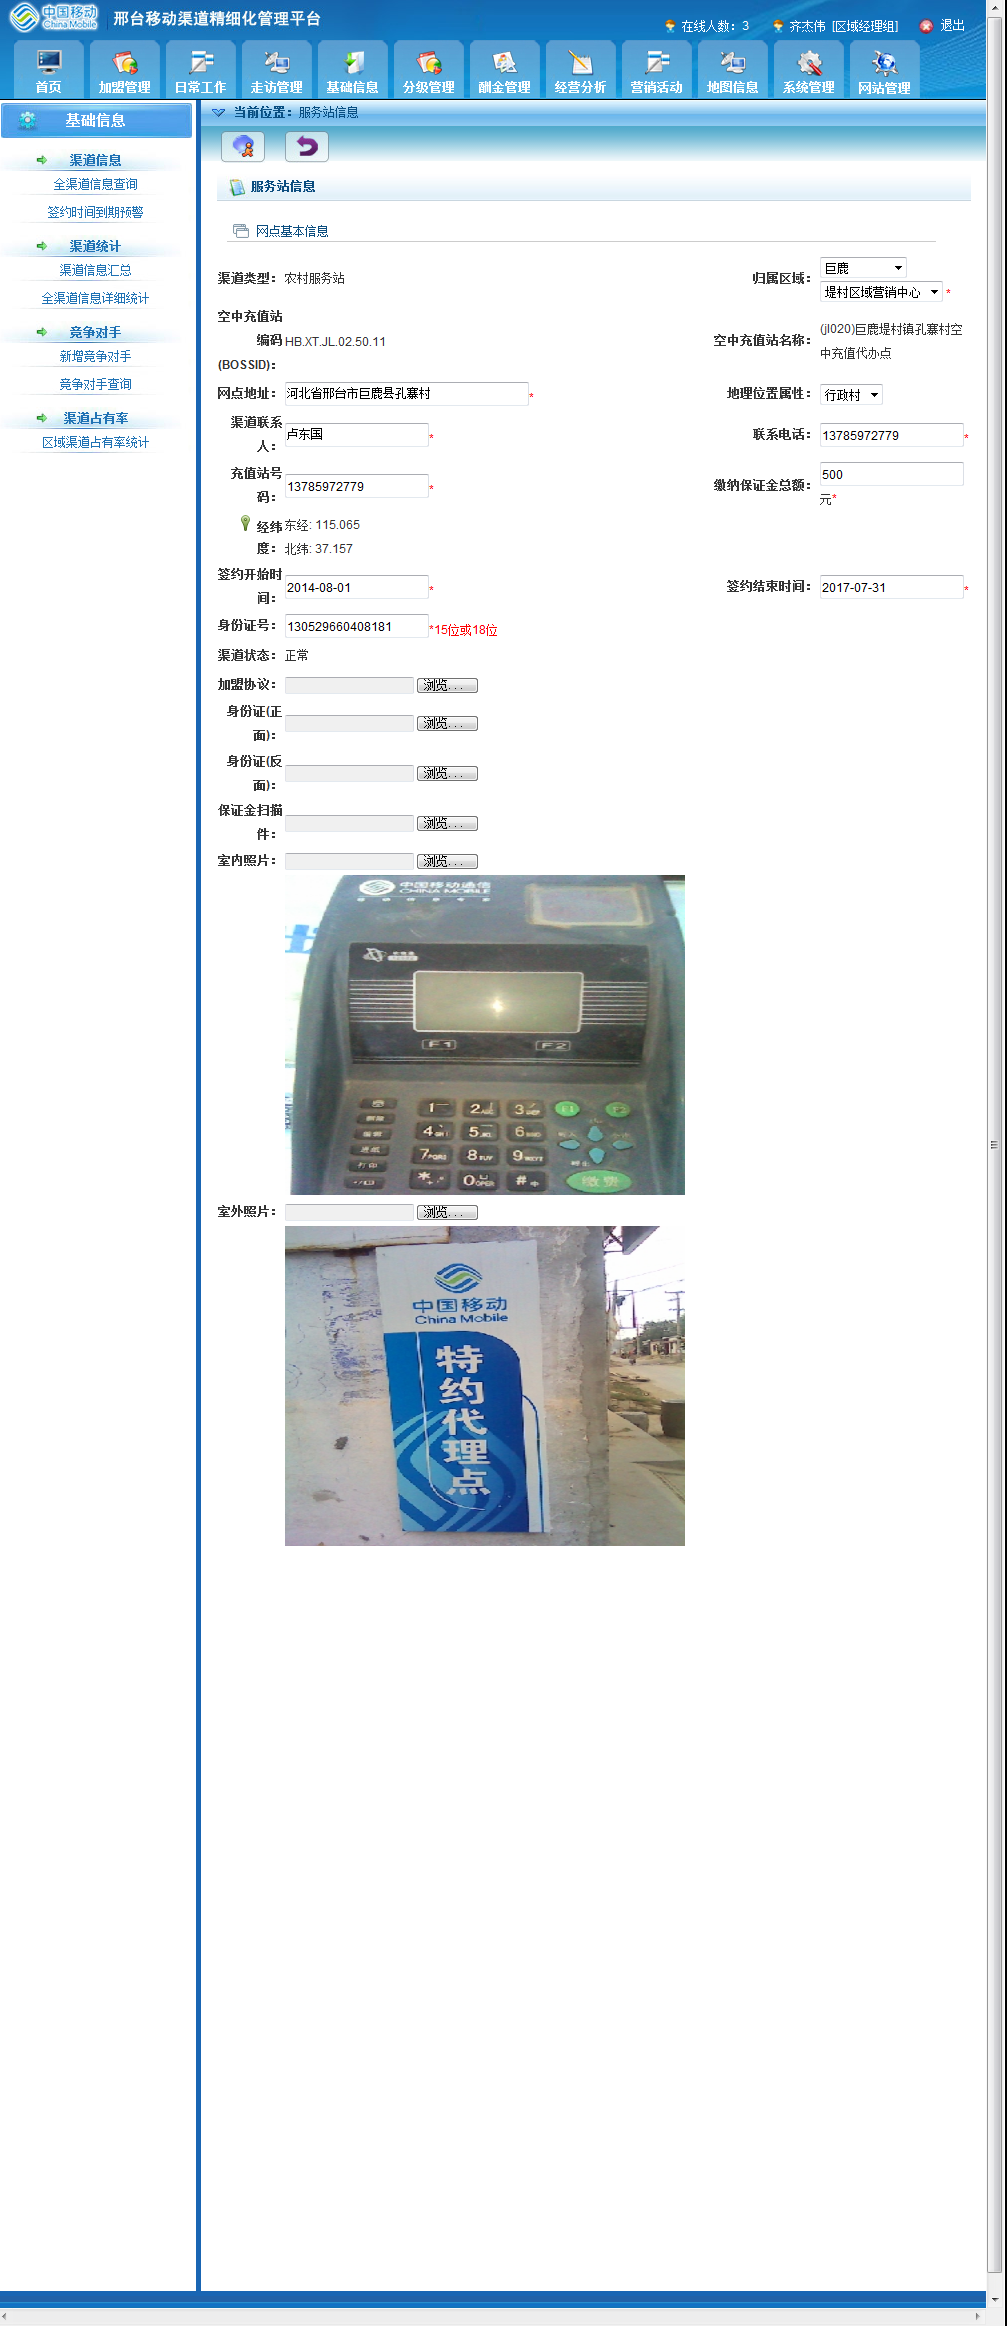 中国移动
China Mobile
邢台移动渠道精细化管理平台
在线人数：3
齐杰伟 [区域经理组]
退出
首页
加盟管理
日常工作
走访管理
基础信息
分级管理
酬金管理
经营分析
营销活动
地图信息
系统管理
网站管理
基础信息
渠道信息
全渠道信息查询
签约时间到期预警
渠道统计
渠道信息汇总
全渠道信息详细统计
竞争对手
新增竞争对手
竞争对手查询
渠道占有率
区域渠道占有率统计
当前位置：服务站信息
服务站信息
网点基本信息
渠道类型：农村服务站
归属区域：
巨鹿
堤村区域营销中心 *
空中充值站
编码 HB.XT.JL.02.50.11
(BOSSID)：
空中充值站名称：
(jl020)巨鹿堤村镇孔寨村空
中充值代办点
网点地址：河北省邢台市巨鹿县孔寨村 *
地理位置属性：行政村
渠道联系
人：卢东国 *
联系电话：13785972779 *
充值站号
码：13785972779 *
缴纳保证金总额：500
元*
经纬 东经: 115.065
度：北纬: 37.157
签约开始时
间：2014-08-01 *
签约结束时间：2017-07-31 *
身份证号：130529660408181 *15位或18位
渠道状态：正常
加盟协议：浏览...
身份证(正
面)：浏览...
身份证(反
面)：浏览...
保证金扫描
件：浏览...
室内照片：浏览...
中国移动通信
CHINA MOBILE
F1
F2
1
2 ABC
3 DEF
4 GHI
5 JKL
6 MNO
7 PQRS
8 TUV
9 WXYZ
打印
*
0 OPER
#
缴费
室外照片：浏览...
中国移动
China Mobile
特约代理点